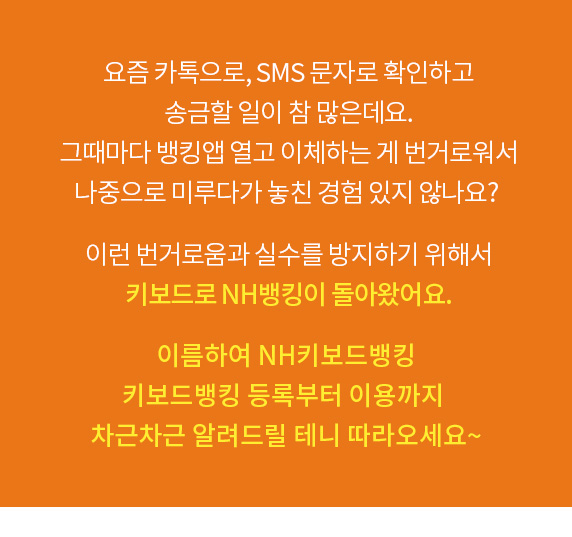 요즘 카톡으로, SMS 문자로 확인하고
송금할 일이 참 많은데요.
그때마다 뱅킹앱 열고 이체하는 게 번거로워서
나중으로 미루다가 놓친 경험 있지 않나요?
이런 번거로움과 실수를 방지하기 위해서
키보드로 NH뱅킹이 돌아왔어요.
이름하여 NH키보드뱅킹
키보드뱅킹 등록부터 이용까지
차근차근 알려드릴 테니 따라오세요~